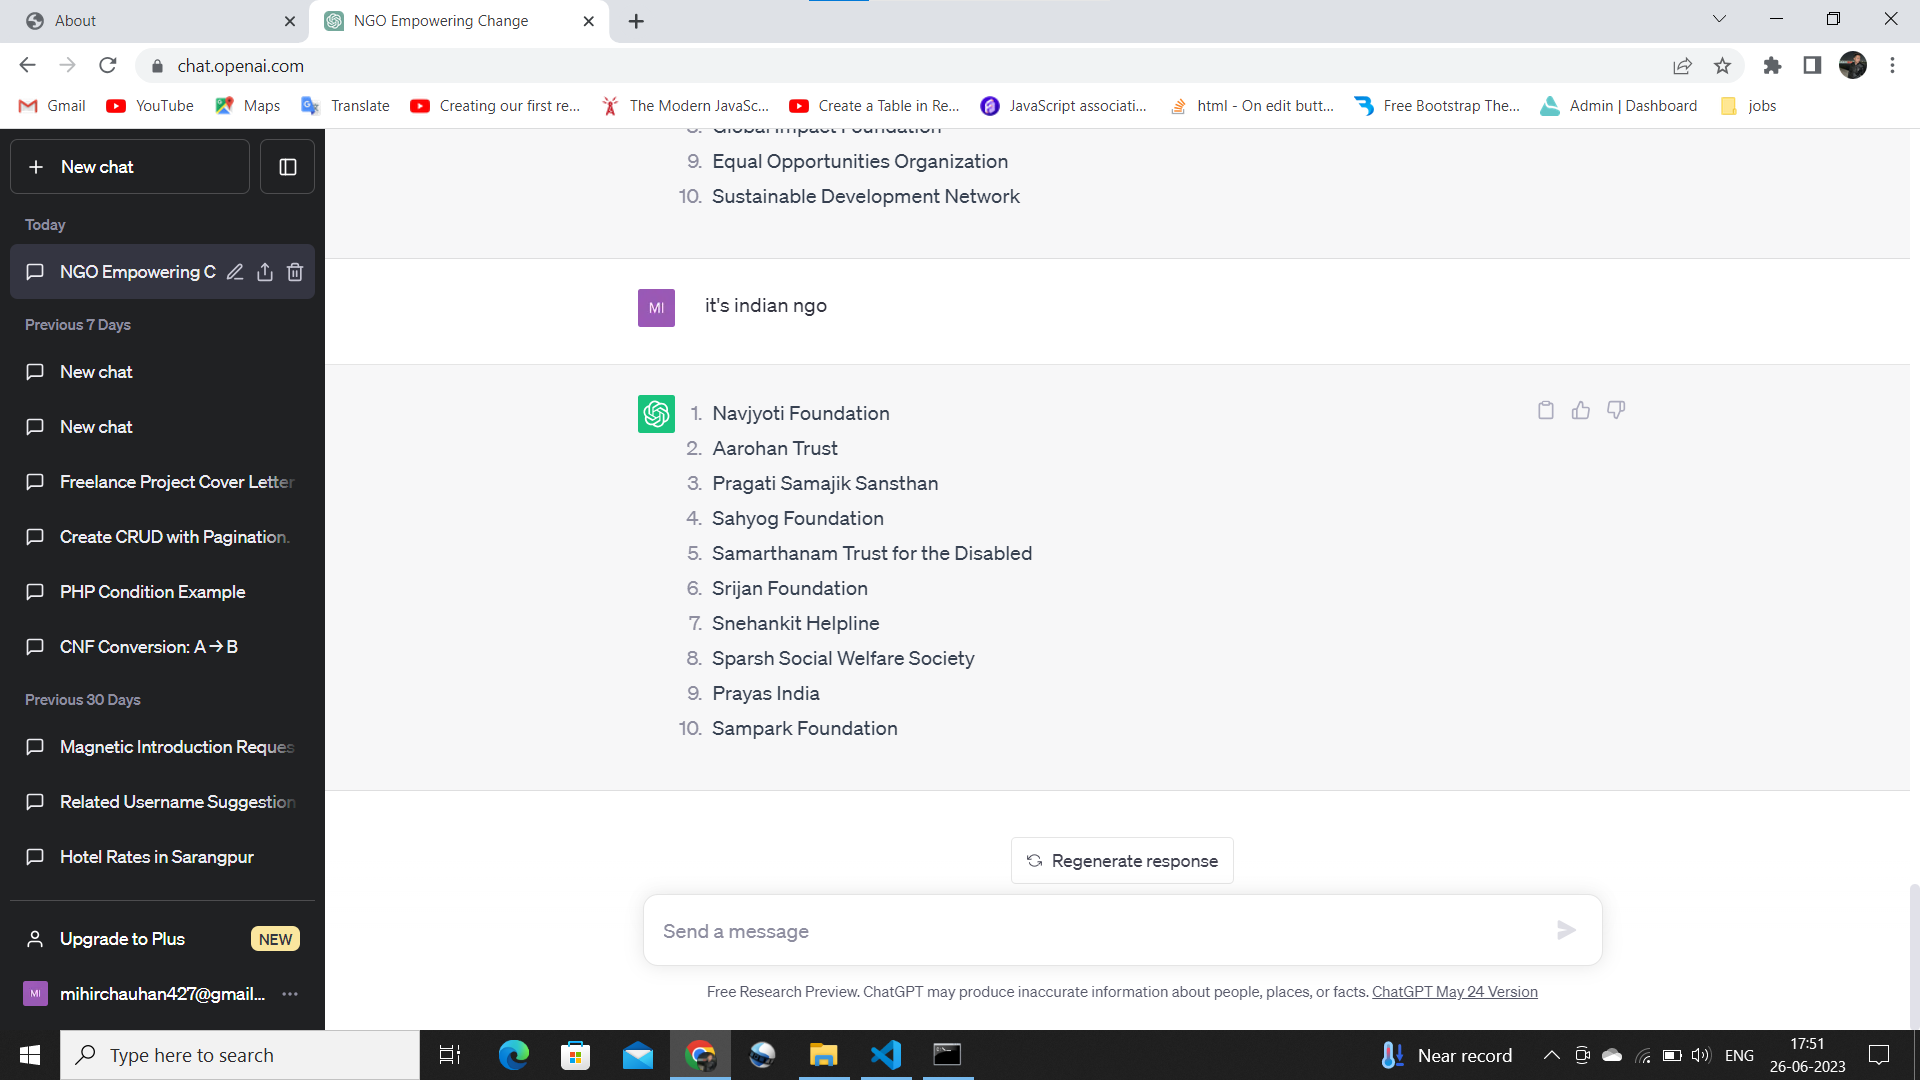 About
NGO Empowering Change
chat.openai.com
Gmail
YouTube
Maps
Translate
Creating our first re...
The Modern JavaSc...
Create a Table in Re...
JavaScript associati...
html - On edit butt...
Free Bootstrap The...
Admin | Dashboard
jobs
New chat
Today
NGO Empowering C
Previous 7 Days
New chat
New chat
Freelance Project Cover Letter
Create CRUD with Pagination.
PHP Condition Example
CNF Conversion: A → B
Previous 30 Days
Magnetic Introduction Reques
Related Username Suggestion
Hotel Rates in Sarangpur
Upgrade to Plus NEW
MI mihirchauhan427@gmail... ...
8. Global Impact Foundation
9. Equal Opportunities Organization
10. Sustainable Development Network
MI it's indian ngo
1. Navjyoti Foundation
2. Aarohan Trust
3. Pragati Samajik Sansthan
4. Sahyog Foundation
5. Samarthanam Trust for the Disabled
6. Srijan Foundation
7. Snehankit Helpline
8. Sparsh Social Welfare Society
9. Prayas India
10. Sampark Foundation
Regenerate response
Send a message
Free Research Preview. ChatGPT may produce inaccurate information about people, places, or facts. ChatGPT May 24 Version
Type here to search
Near record
ENG
17:51
26-06-2023